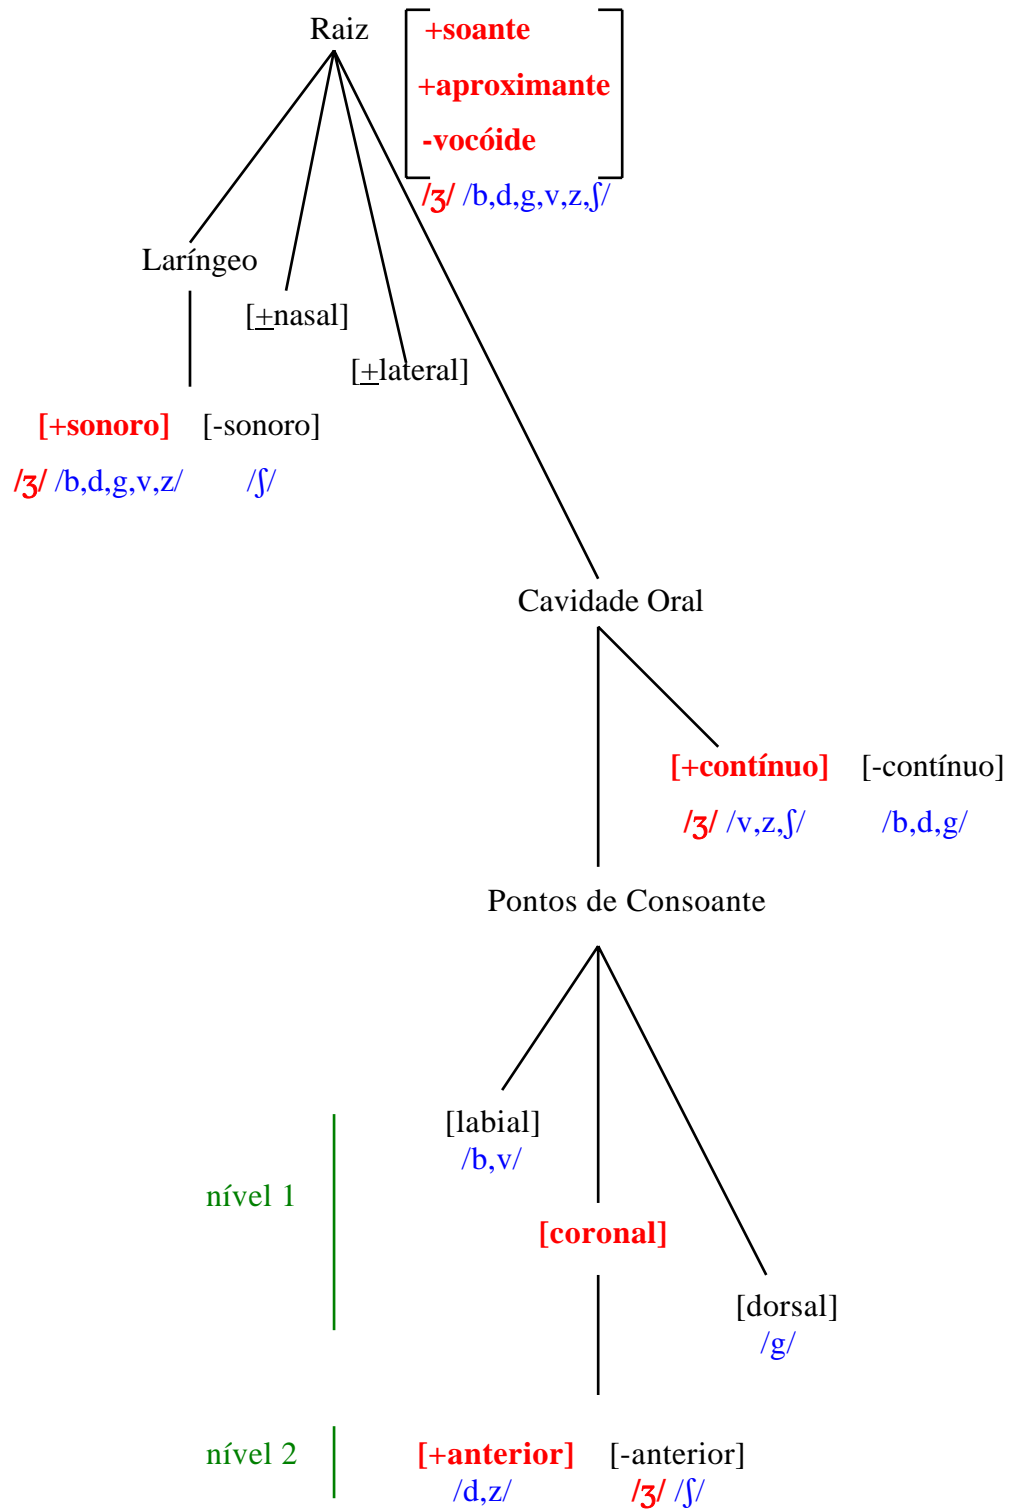 Raiz
+soante
+aproximante
-vocóide
/ʒ/ /b,d,g,v,z,ʃ/
Laríngeo
[+nasal]
[+lateral]
[+sonoro] [-sonoro]
/ʒ/ /b,d,g,v,z/ /ʃ/
Cavidade Oral
[+contínuo] [-contínuo]
/ʒ/ /v,z,ʃ/ /b,d,g/
Pontos de Consoante
[labial]
/b,v/
nível 1
[coronal]
[dorsal]
/g/
nível 2 [+anterior] [-anterior]
/d,z/ /ʒ/ /ʃ/